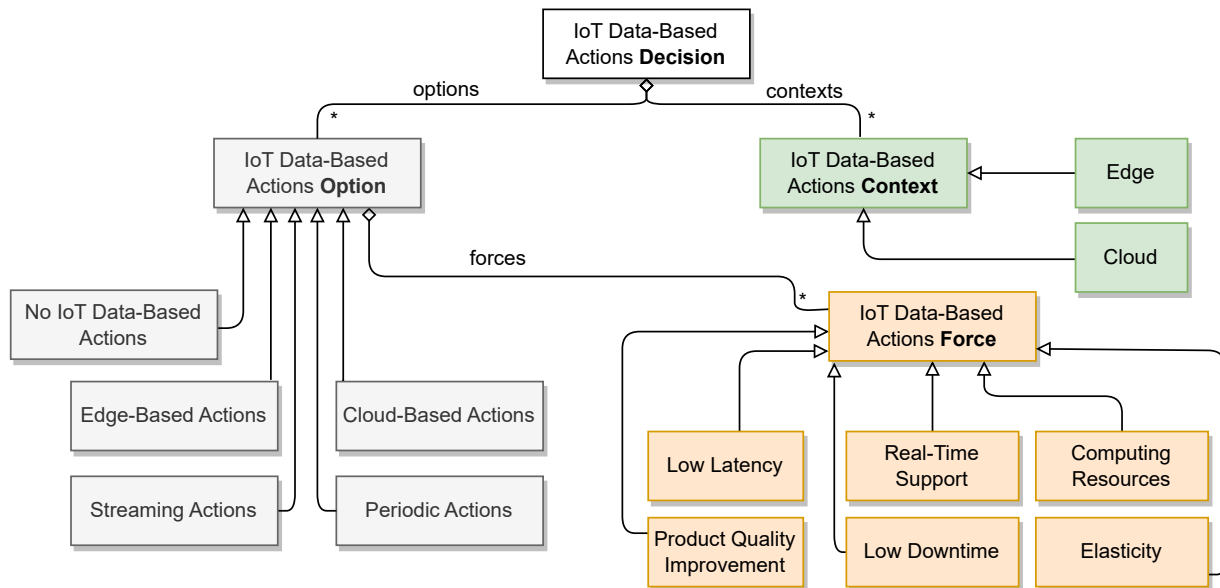 IoT Data-Based
Actions Decision
options
contexts
*
*
IoT Data-Based
Actions Option
IoT Data-Based
Actions Context
Edge
Cloud
forces
*
No IoT Data-Based
Actions
IoT Data-Based
Actions Force
Edge-Based Actions
Cloud-Based Actions
Low Latency
Real-Time
Support
Computing
Resources
Streaming Actions
Periodic Actions
Product Quality
Improvement
Low Downtime
Elasticity